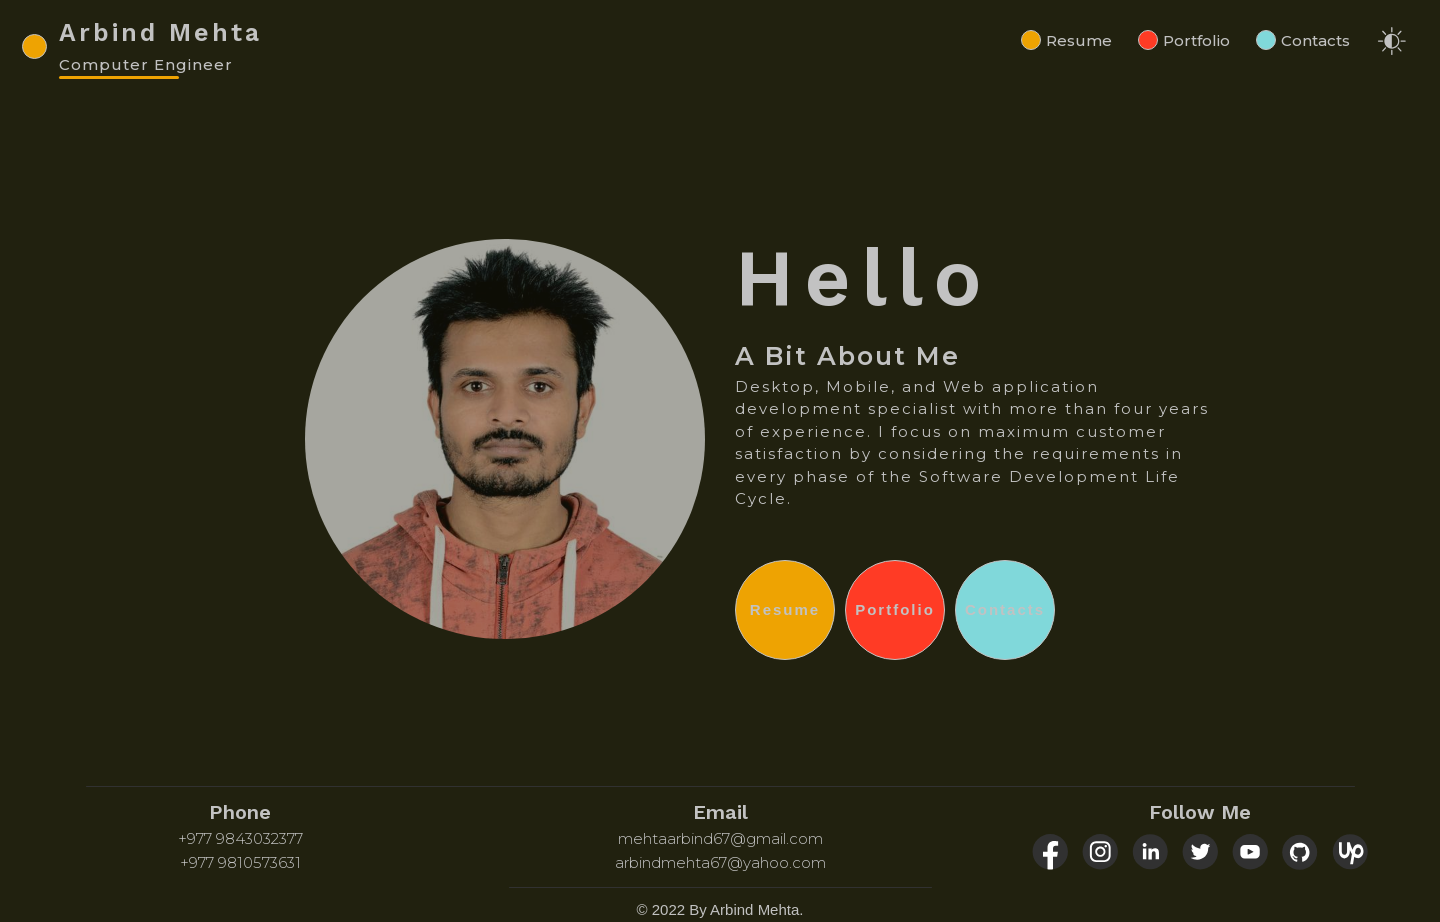 Arbind Mehta
Computer Engineer
Resume
Portfolio
Contacts
Hello
A Bit About Me
Desktop, Mobile, and Web application
development specialist with more than four years
of experience. I focus on maximum customer
satisfaction by considering the requirements in
every phase of the Software Development Life
Cycle.
Resume
Portfolio
Contacts
Phone
+977 9843032377
+977 9810573631
Email
mehtaarbind67@gmail.com
arbindmehta67@yahoo.com
Follow Me
© 2022 By Arbind Mehta.